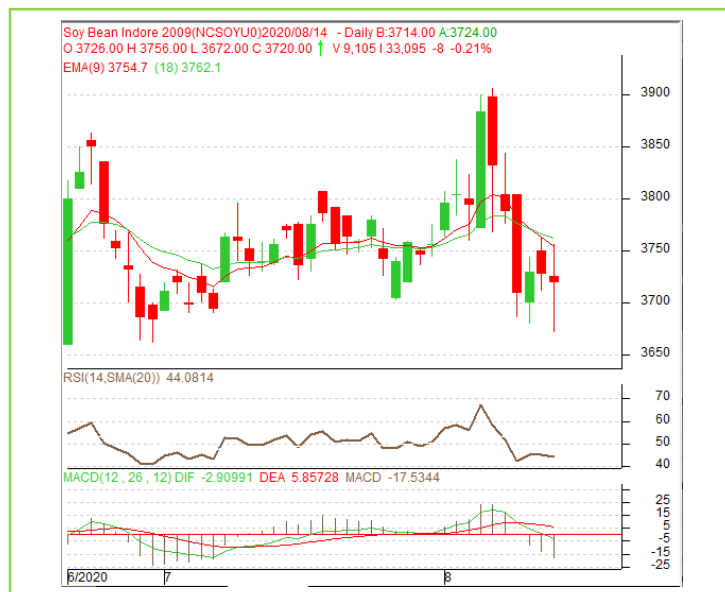 Soy Bean Indore 2009(NCSOYU0)2020/08/14 - Daily B:3714.00 A:3724.00
O 3726.00 H 3756.00 L 3672.00 C 3720.00 ↑ V 9,105 I 33,095 -8 -0.21%
EMA(9) 3754.7 (18) 3762.1
3900
3850
3800
3750
3700
3650
RSI(14,SMA(20)) 44.0814
70
60
50
40
MACD(12 , 26 , 12) DIF -2.90991 DEA 5.85728 MACD -17.5344
25
15
5
-5
-15
-25
6/2020 7 8